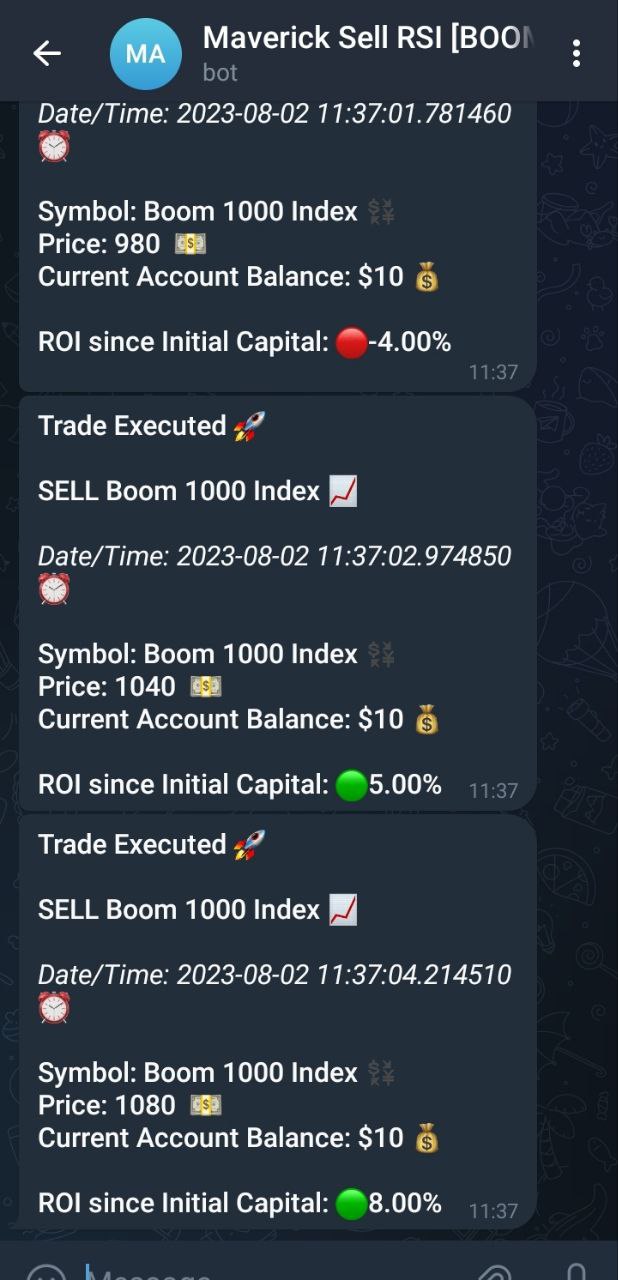 MA
Maverick Sell RSI [BOO
bot
Date/Time: 2023-08-02 11:37:01.781460
Symbol: Boom 1000 Index
Price: 980
Current Account Balance: $10
ROI since Initial Capital: 🔴-4.00%
11:37
Trade Executed 🚀
SELL Boom 1000 Index 📈
Date/Time: 2023-08-02 11:37:02.974850
⏰
Symbol: Boom 1000 Index 💱
Price: 1040 💵
Current Account Balance: $10 💰
ROI since Initial Capital: 🟢5.00% 11:37
Trade Executed 🚀
SELL Boom 1000 Index 📈
Date/Time: 2023-08-02 11:37:04.214510
⏰
Symbol: Boom 1000 Index 💱
Price: 1080 💵
Current Account Balance: $10 💰
ROI since Initial Capital: 🟢8.00% 11:37
Message